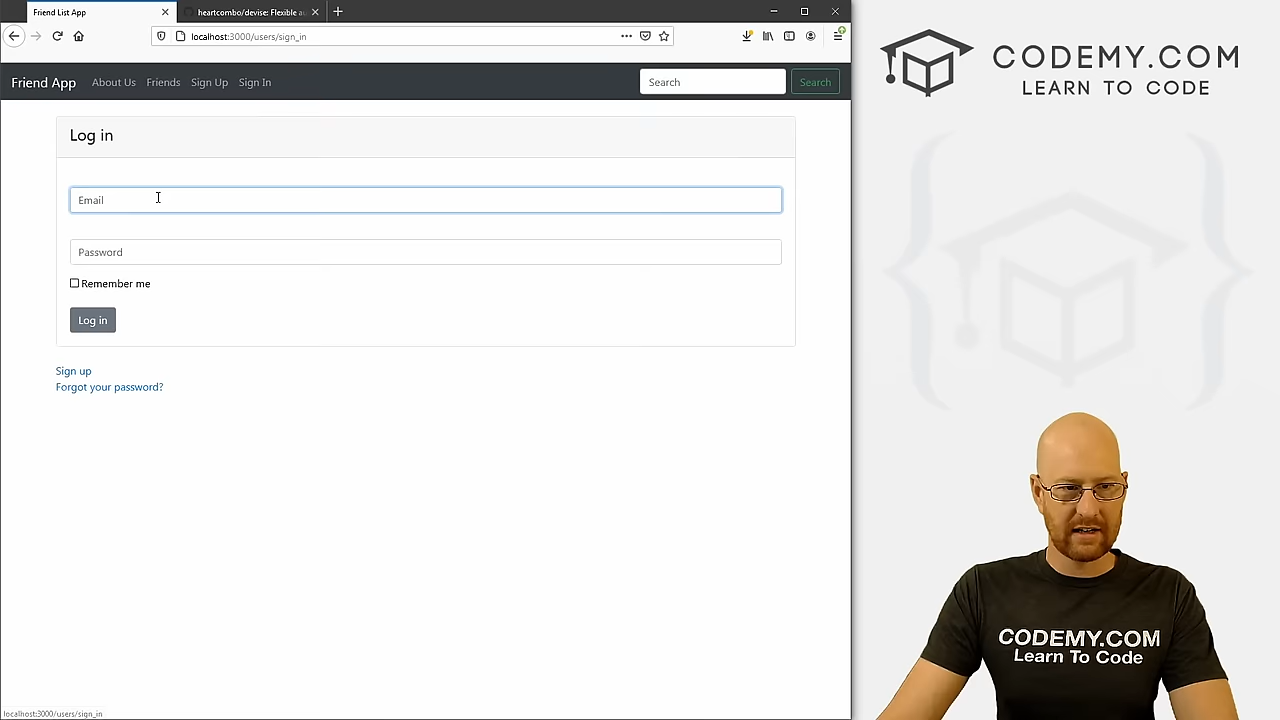 Friend List App
heartcombo/devise: Flexible au
localhost:3000/users/sign_in
Friend App
About Us
Friends
Sign Up
Sign In
Search
Search
Log in
Email
Password
Remember me
Log in
Sign up
Forgot your password?
localhost:3000/users/sign_in
CODEMY.COM
LEARN TO CODE
CODEMY.COM
Learn To Code